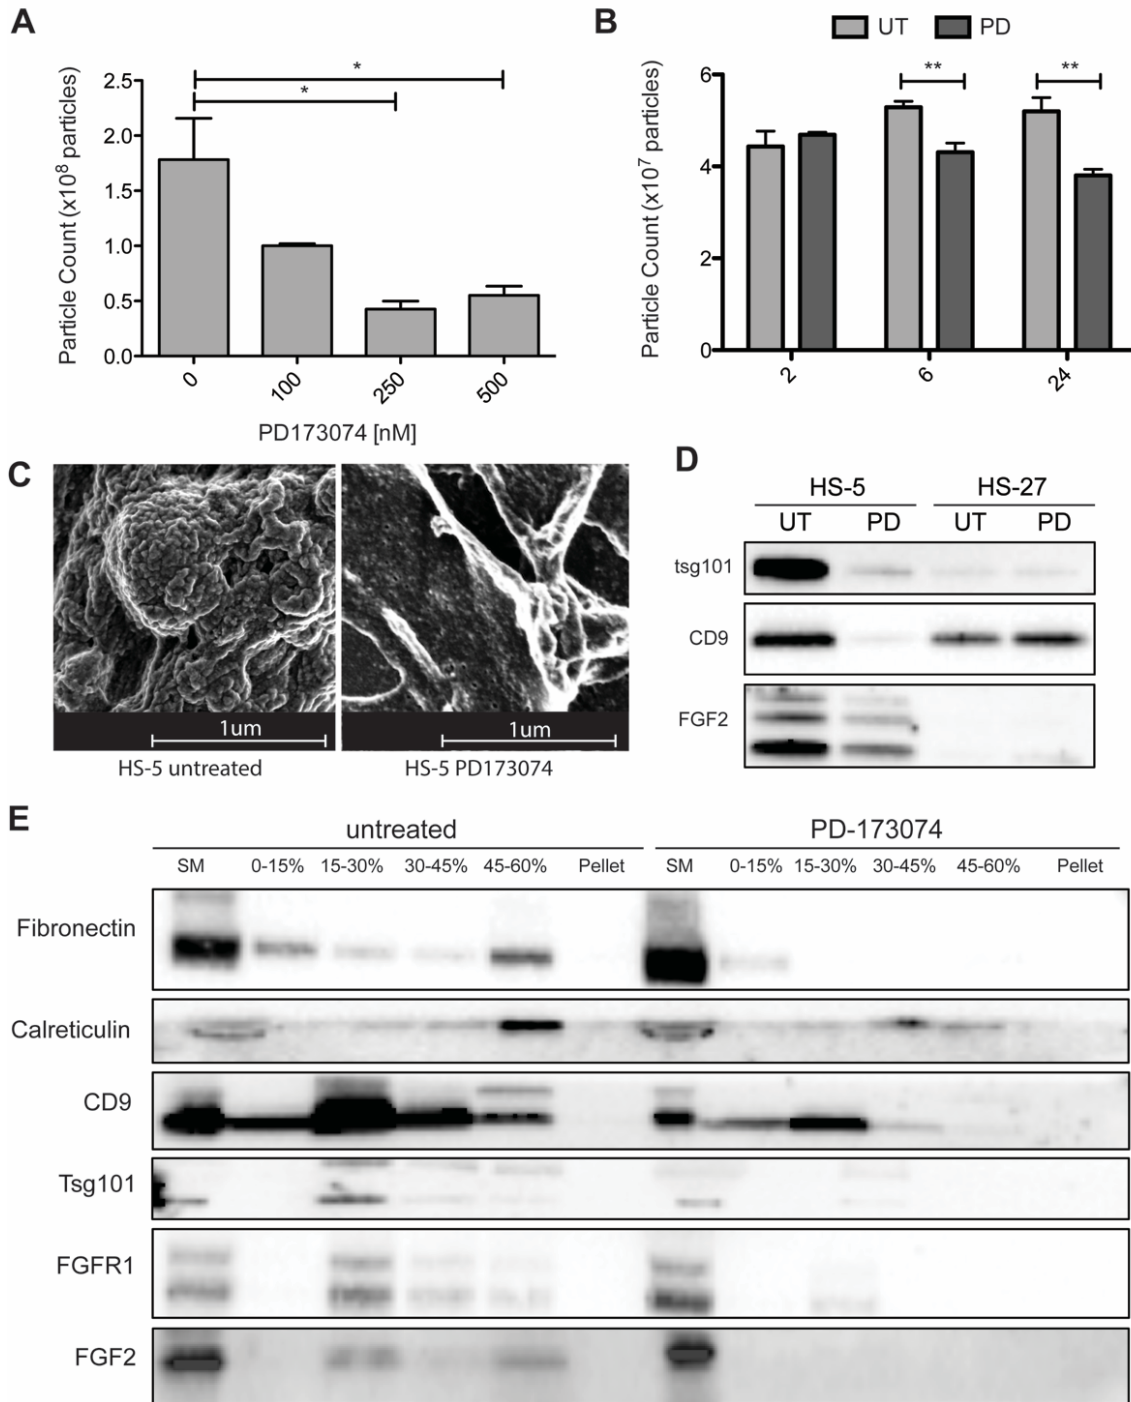 A
Particle Count (x10⁸ particles)
2.5
2.0
1.5
1.0
0.5
0.0
*
*
0
100
250
500
PD173074 [nM]
B
UT
PD
Particle Count (x10⁷ particles)
6
4
2
0
**
**
2
6
24
C
1um
1um
HS-5 untreated
HS-5 PD173074
D
HS-5
HS-27
UT
PD
UT
PD
tsg101
CD9
FGF2
E
untreated
PD-173074
SM
0-15%
15-30%
30-45%
45-60%
Pellet
SM
0-15%
15-30%
30-45%
45-60%
Pellet
Fibronectin
Calreticulin
CD9
Tsg101
FGFR1
FGF2